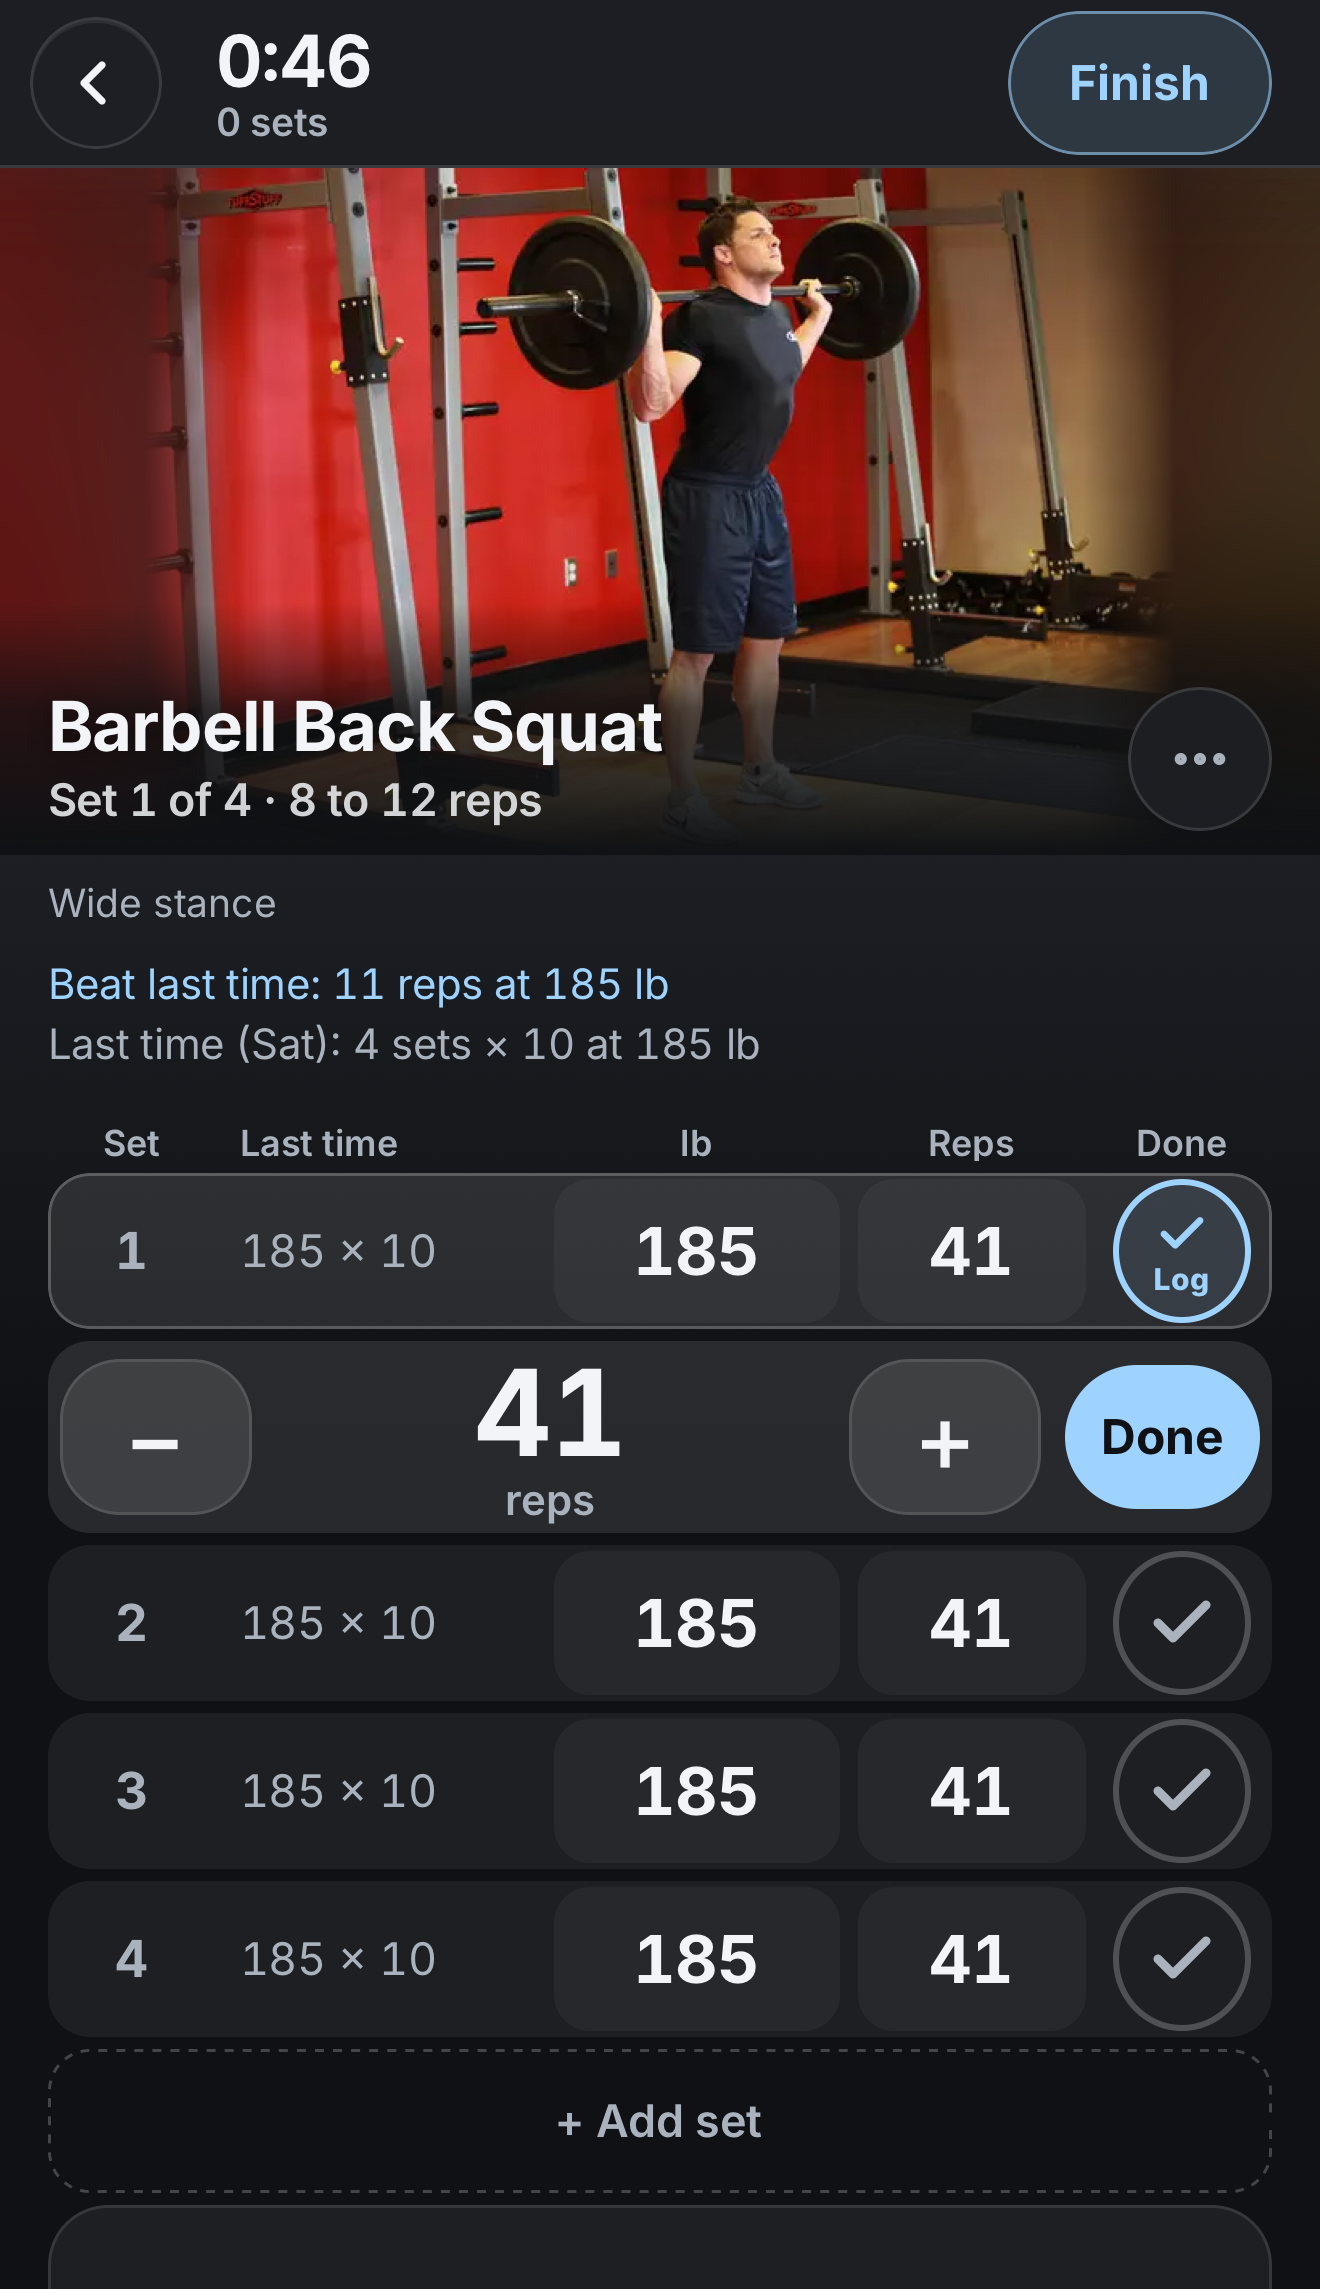 0:46
0 sets
Finish
TUFFSTUFF
Barbell Back Squat
Set 1 of 4 · 8 to 12 reps
Wide stance
Beat last time: 11 reps at 185 lb
Last time (Sat): 4 sets × 10 at 185 lb
Set Last time lb Reps Done
1 185 × 10 185 41 Log
− 41 + Done
reps
2 185 × 10 185 41
3 185 × 10 185 41
4 185 × 10 185 41
+ Add set